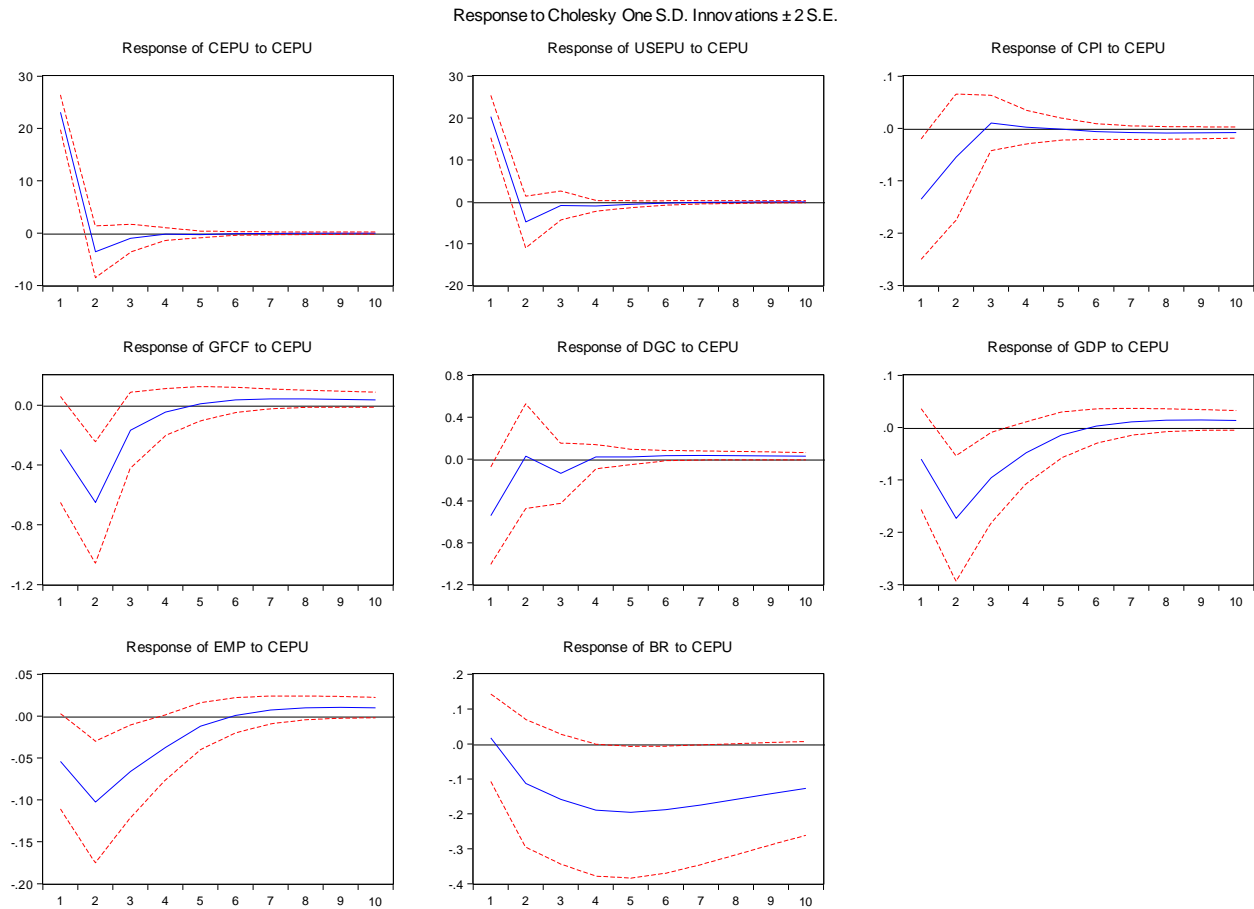 Response to Cholesky One S.D. Innovations ± 2 S.E.
Response of CEPU to CEPU
30
20
10
0
-10
1 2 3 4 5 6 7 8 9 10
Response of USEPU to CEPU
30
20
10
0
-10
-20
1 2 3 4 5 6 7 8 9 10
Response of CPI to CEPU
.1
.0
-.1
-.2
-.3
1 2 3 4 5 6 7 8 9 10
Response of GFCF to CEPU
0.0
-0.4
-0.8
-1.2
1 2 3 4 5 6 7 8 9 10
Response of DGC to CEPU
0.8
0.4
0.0
-0.4
-0.8
-1.2
1 2 3 4 5 6 7 8 9 10
Response of GDP to CEPU
.1
.0
-.1
-.2
-.3
1 2 3 4 5 6 7 8 9 10
Response of EMP to CEPU
.05
.00
-.05
-.10
-.15
-.20
1 2 3 4 5 6 7 8 9 10
Response of BR to CEPU
.2
.1
.0
-.1
-.2
-.3
-.4
1 2 3 4 5 6 7 8 9 10